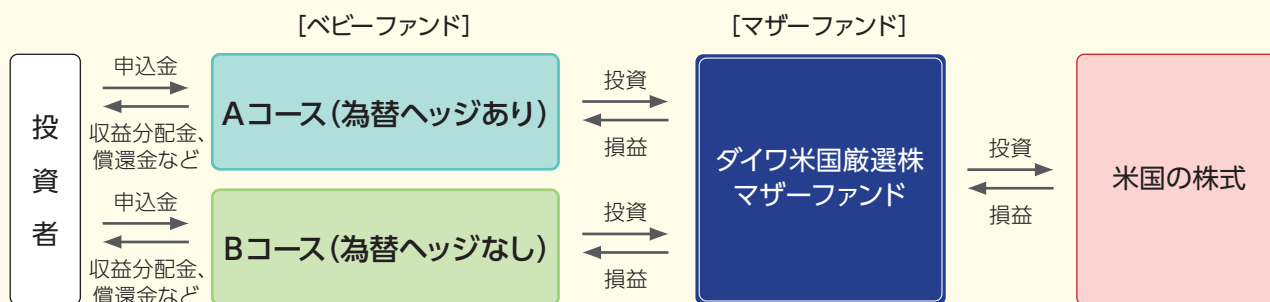 [ベビーファンド]
[マザーファンド]
投資者
申込金
収益分配金、
償還金など
Aコース(為替ヘッジあり)
投資
損益
申込金
収益分配金、
償還金など
Bコース(為替ヘッジなし)
投資
損益
ダイワ米国厳選株
マザーファンド
投資
損益
米国の株式